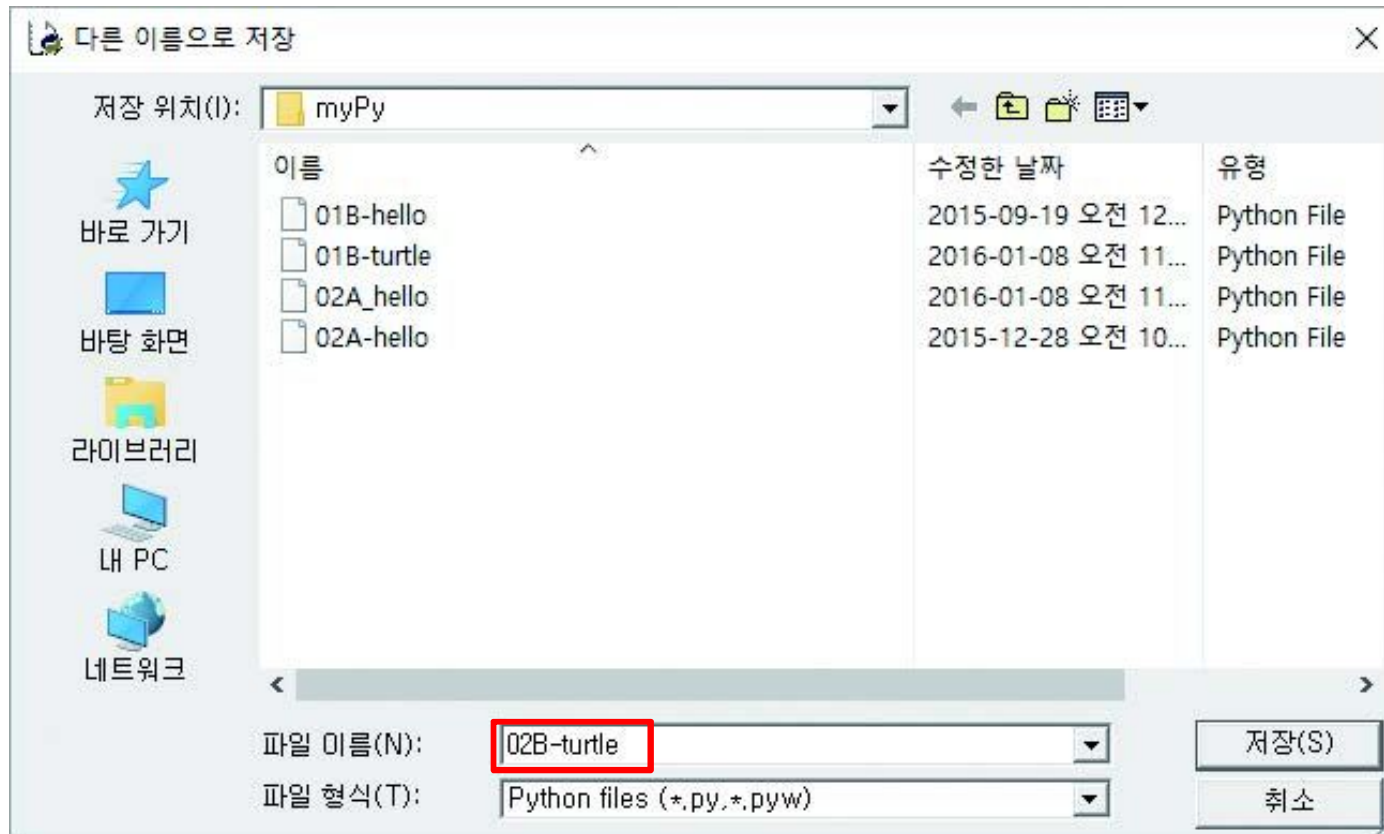 다른 이름으로 저장
저장 위치(I): myPy
이름 수정한 날짜 유형
01B-hello 2015-09-19 오전 12... Python File
01B-turtle 2016-01-08 오전 11... Python File
02A_hello 2016-01-08 오전 11... Python File
02A-hello 2015-12-28 오전 10... Python File
바로 가기
바탕 화면
라이브러리
내 PC
네트워크
파일 이름(N): 02B-turtle 저장(S)
파일 형식(T): Python files (*,py,*,pyw) 취소